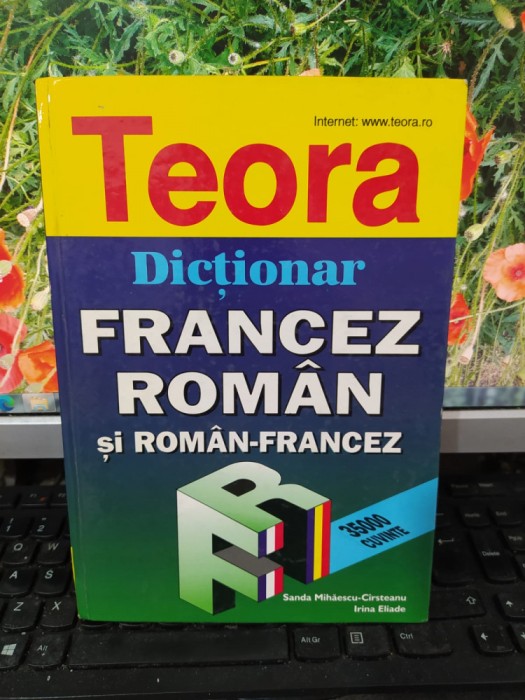 Internet: www.teora.ro
Teora
Dicționar
FRANCEZ
ROMÂN
și ROMÂN-FRANCEZ
FR
35000
CUVINTE
Sanda Mihăescu-Cîrsteanu
Irina Eliade
Q
A
S
Z
Alt
Alt Gr
Ctrl